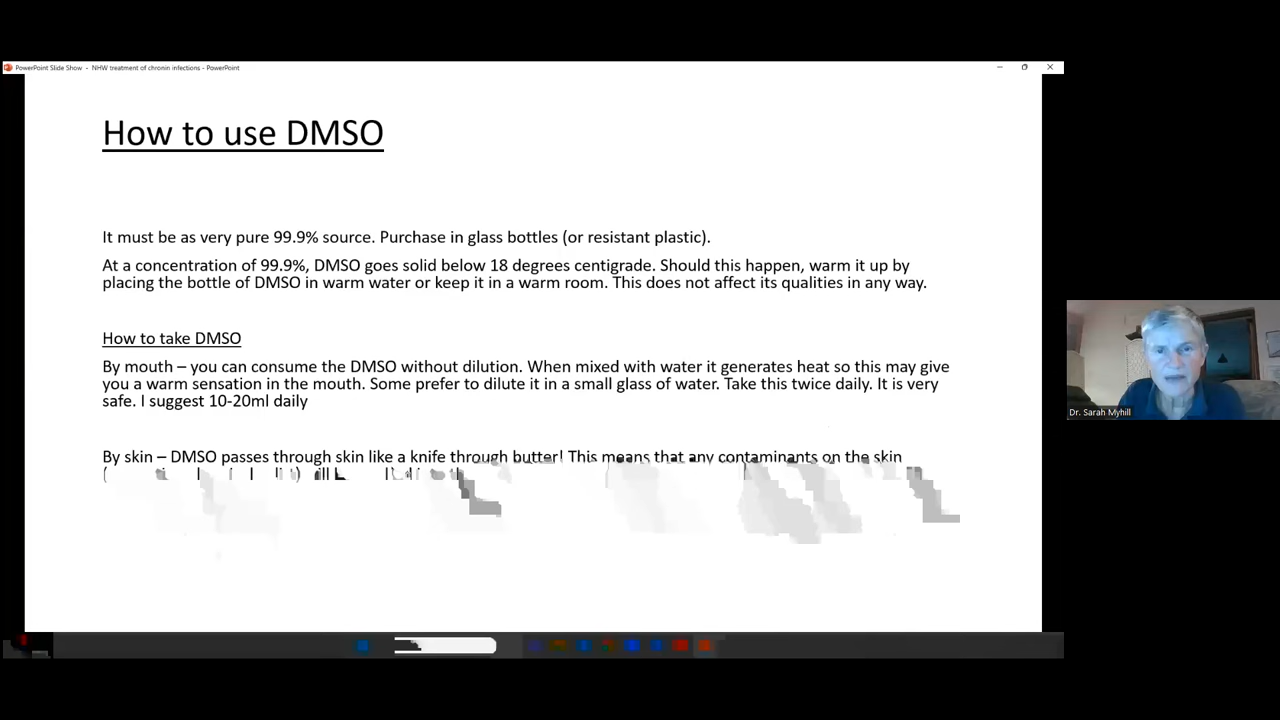 PowerPoint Slide Show - NHW treatment of chronin infections - PowerPoint
How to use DMSO
It must be as very pure 99.9% source. Purchase in glass bottles (or resistant plastic).
At a concentration of 99.9%, DMSO goes solid below 18 degrees centigrade. Should this happen, warm it up by
placing the bottle of DMSO in warm water or keep it in a warm room. This does not affect its qualities in any way.
How to take DMSO
By mouth – you can consume the DMSO without dilution. When mixed with water it generates heat so this may give
you a warm sensation in the mouth. Some prefer to dilute it in a small glass of water. Take this twice daily. It is very
safe. I suggest 10-20ml daily
By skin – DMSO passes through skin like a knife through butter! This means that any contaminants on the skin
Dr. Sarah Myhill